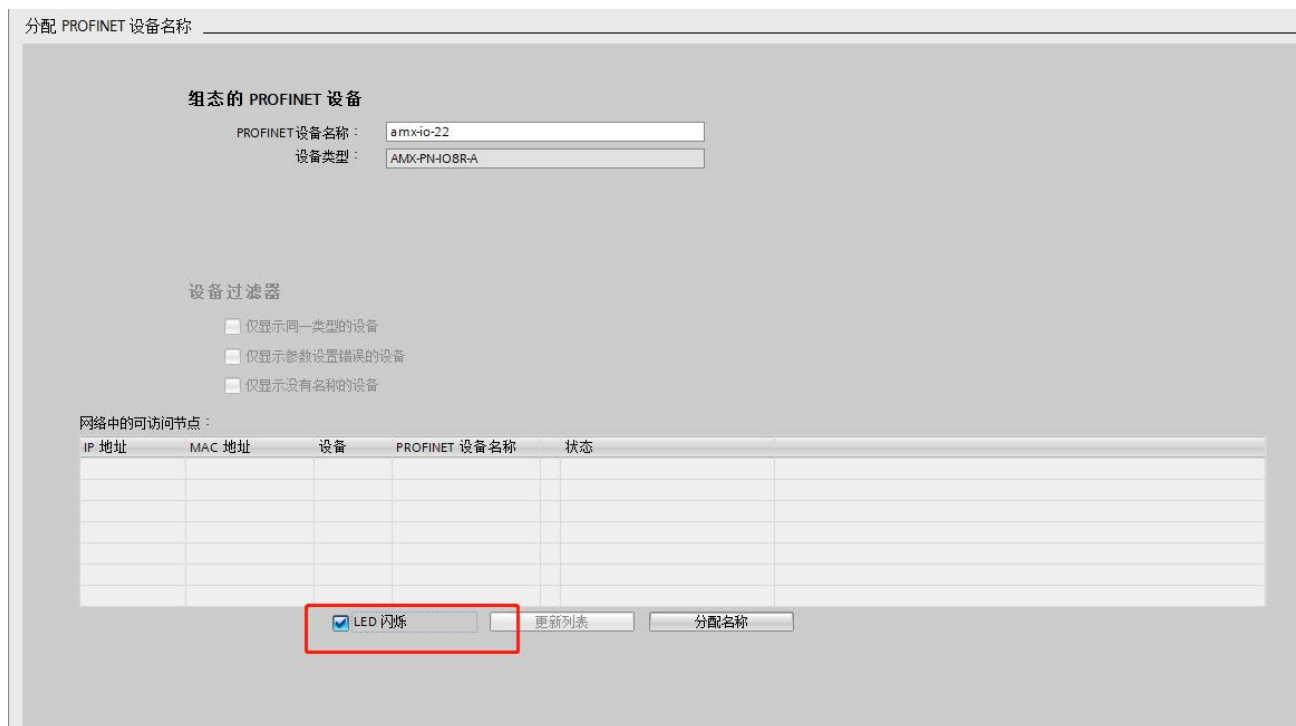 分配 PROFINET 设备名称
组态的 PROFINET 设备
PROFINET设备名称：
amx-io-22
设备类型：
AMX-PN-IO8R-A
设备过滤器
仅显示同一类型的设备
仅显示参数设置错误的设备
仅显示没有名称的设备
网络中的可访问节点：
IP 地址 MAC 地址 设备 PROFINET 设备名称 状态
LED 闪烁 更新列表 分配名称